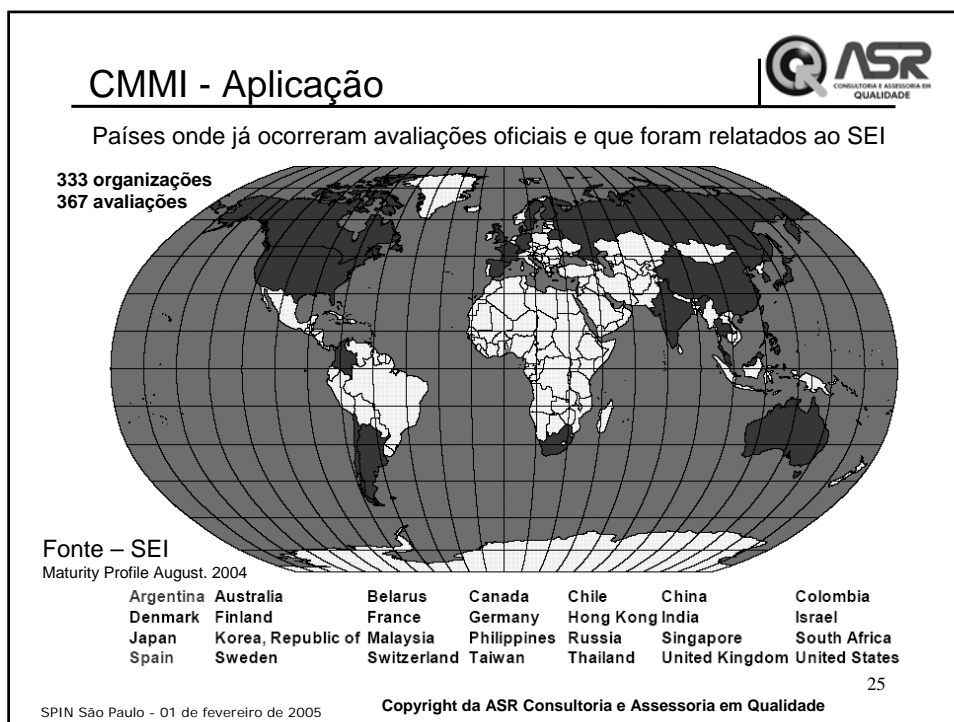 CMMI - Aplicação
ASR
CONSULTORIA E ASSESSORIA EM
QUALIDADE
Países onde já ocorreram avaliações oficiais e que foram relatados ao SEI
333 organizações
367 avaliações
Fonte – SEI
Maturity Profile August. 2004
Argentina Australia Belarus Canada Chile China Colombia
Denmark Finland France Germany Hong Kong India Israel
Japan Korea, Republic of Malaysia Philippines Russia Singapore South Africa
Spain Sweden Switzerland Taiwan Thailand United Kingdom United States
25
SPIN São Paulo - 01 de fevereiro de 2005 Copyright da ASR Consultoria e Assessoria em Qualidade